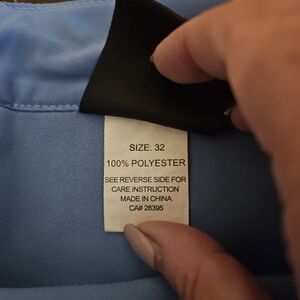 SIZE: 32
100% POLYESTER
SEE REVERSE SIDE FOR
CARE INSTRUCTION
MADE IN CHINA
CA# 28395